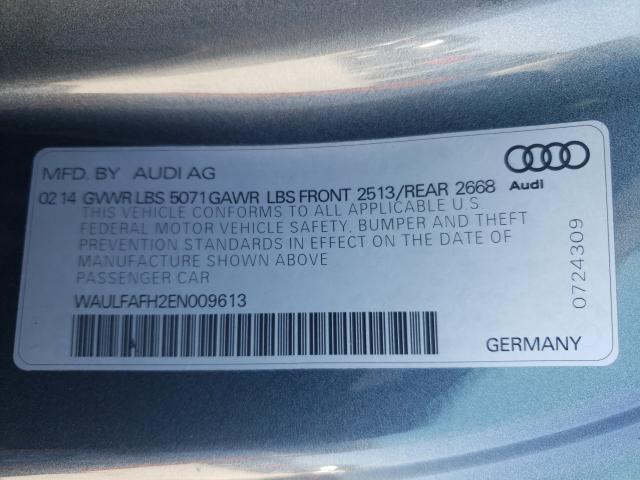 MFD. BY AUDI AG
02 14 GVWR LBS 5071 GAWR LBS FRONT 2513/REAR 2668
Audi
THIS VEHICLE CONFORMS TO ALL APPLICABLE U.S.
FEDERAL MOTOR VEHICLE SAFETY, BUMPER AND THEFT
PREVENTION STANDARDS IN EFFECT ON THE DATE OF
MANUFACTURE SHOWN ABOVE
PASSENGER CAR
0724309
WAULFAFH2EN009613
GERMANY